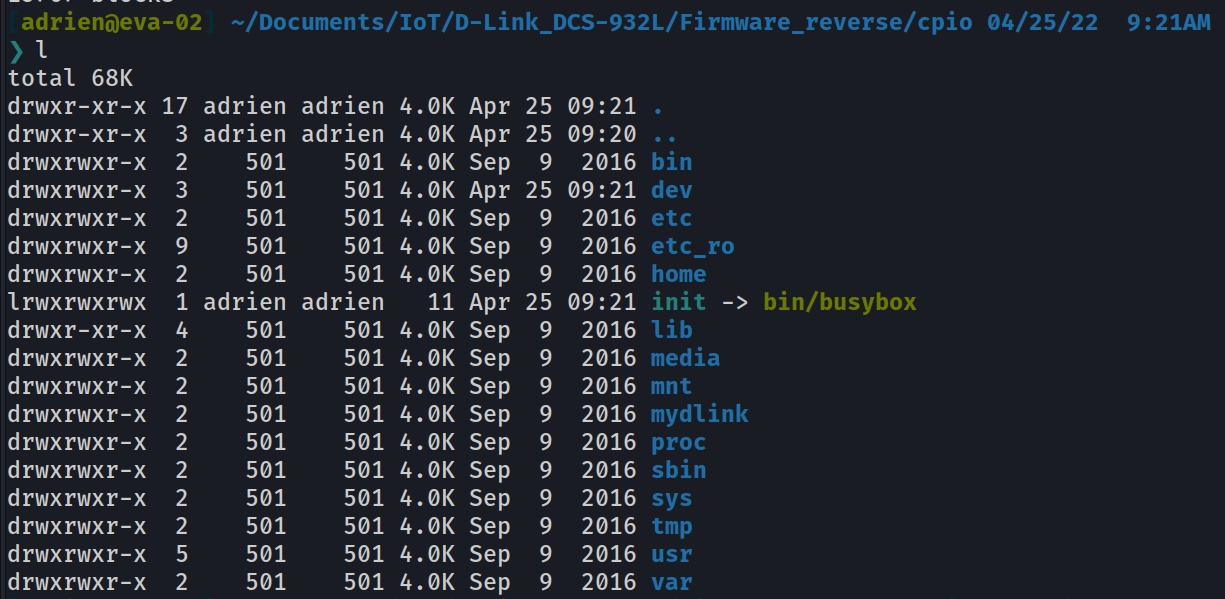 [adrien@eva-02] ~/Documents/IoT/D-Link_DCS-932L/Firmware_reverse/cpio 04/25/22  9:21AM
❯ l
total 68K
drwxr-xr-x 17 adrien adrien 4.0K Apr 25 09:21 .
drwxr-xr-x  3 adrien adrien 4.0K Apr 25 09:20 ..
drwxrwxr-x  2    501    501 4.0K Sep  9  2016 bin
drwxrwxr-x  3    501    501 4.0K Apr 25 09:21 dev
drwxrwxr-x  2    501    501 4.0K Sep  9  2016 etc
drwxrwxr-x  9    501    501 4.0K Sep  9  2016 etc_ro
drwxrwxr-x  2    501    501 4.0K Sep  9  2016 home
lrwxrwxrwx  1 adrien adrien   11 Apr 25 09:21 init -> bin/busybox
drwxrwxr-x  4    501    501 4.0K Sep  9  2016 lib
drwxrwxr-x  2    501    501 4.0K Sep  9  2016 media
drwxrwxr-x  2    501    501 4.0K Sep  9  2016 mnt
drwxrwxr-x  2    501    501 4.0K Sep  9  2016 mydlink
drwxrwxr-x  2    501    501 4.0K Sep  9  2016 proc
drwxrwxr-x  2    501    501 4.0K Sep  9  2016 sbin
drwxrwxr-x  2    501    501 4.0K Sep  9  2016 sys
drwxrwxr-x  2    501    501 4.0K Sep  9  2016 tmp
drwxrwxr-x  5    501    501 4.0K Sep  9  2016 usr
drwxrwxr-x  2    501    501 4.0K Sep  9  2016 var